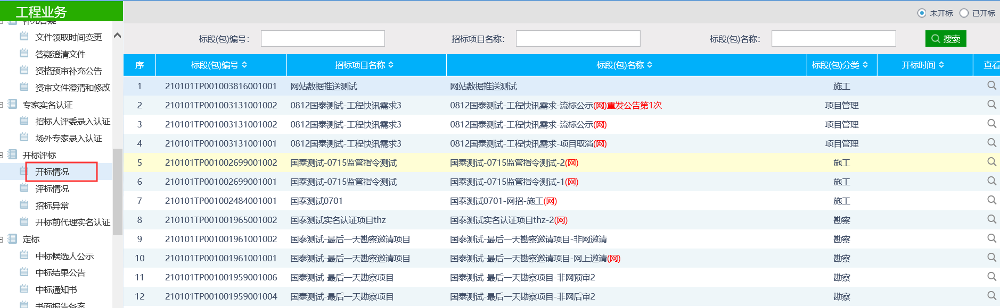 工程业务
补充答疑
文件领取时间变更
答疑澄清文件
资格预审补充公告
资审文件澄清和修改
专家实名认证
招标人评委录入认证
场外专家录入认证
开标评标
开标情况
评标情况
招标异常
开标前代理实名认证
定标
中标候选人公示
中标结果公告
中标通知书
书面报告备案
未开标 已开标
标段(包)编号: 招标项目名称: 标段(包)名称: 搜索
序 标段(包)编号 招标项目名称 标段(包)名称 标段(包)分类 开标时间 查看
1 210101TP001003816001001 网站数据推送测试 网站数据推送测试 施工
2 210101TP001003131001002 0812国泰测试-工程快讯需求3 0812国泰测试-工程快讯需求-流标公示(网)重发公告第1次 项目管理
3 210101TP001003131001002 0812国泰测试-工程快讯需求3 0812国泰测试-工程快讯需求-流标公示(网) 项目管理
4 210101TP001003131001001 0812国泰测试-工程快讯需求3 0812国泰测试-工程快讯需求-项目取消(网) 项目管理
5 210101TP001002699001002 国泰测试-0715监管指令测试 国泰测试-0715监管指令测试-2(网) 施工
6 210101TP001002699001001 国泰测试-0715监管指令测试 国泰测试-0715监管指令测试-1(网) 施工
7 210101TP001002484001001 国泰测试0701 国泰测试0701-网招-施工(网) 施工
8 210101TP001001965001002 国泰测试实名认证项目thz 国泰测试实名认证项目thz-2(网) 勘察
9 210101TP001001961001002 国泰测试-最后一天勘察邀请项目 国泰测试-最后一天勘察邀请项目-非网邀请 勘察
10 210101TP001001961001001 国泰测试-最后一天勘察邀请项目 国泰测试-最后一天勘察邀请项目-网上邀请(网) 勘察
11 210101TP001001959001006 国泰测试-最后一天勘察项目 国泰测试-最后一天勘察项目-非网预审2 勘察
12 210101TP001001959001004 国泰测试-最后一天勘察项目 国泰测试-最后一天勘察项目-非网后审2 勘察